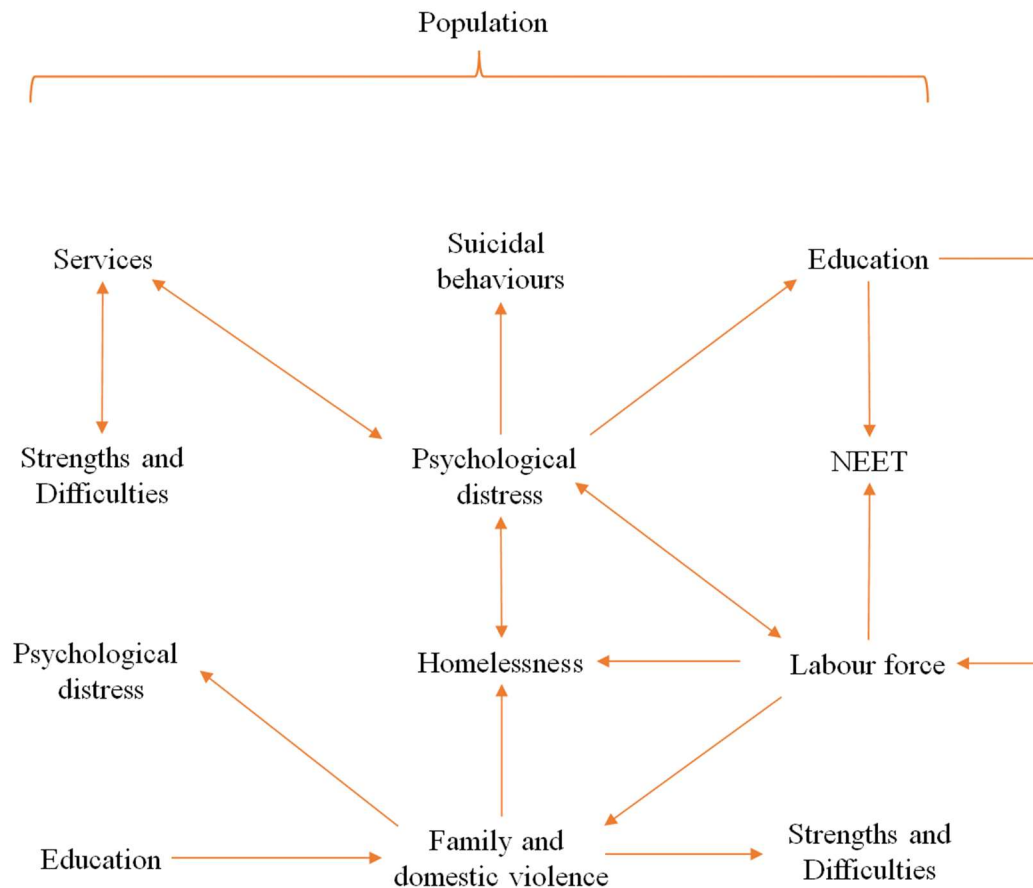 Population
Services
Suicidal
behaviours
Education
Strengths and
Difficulties
Psychological
distress
NEET
Psychological
distress
Homelessness
Labour force
Education
Family and
domestic violence
Strengths and
Difficulties